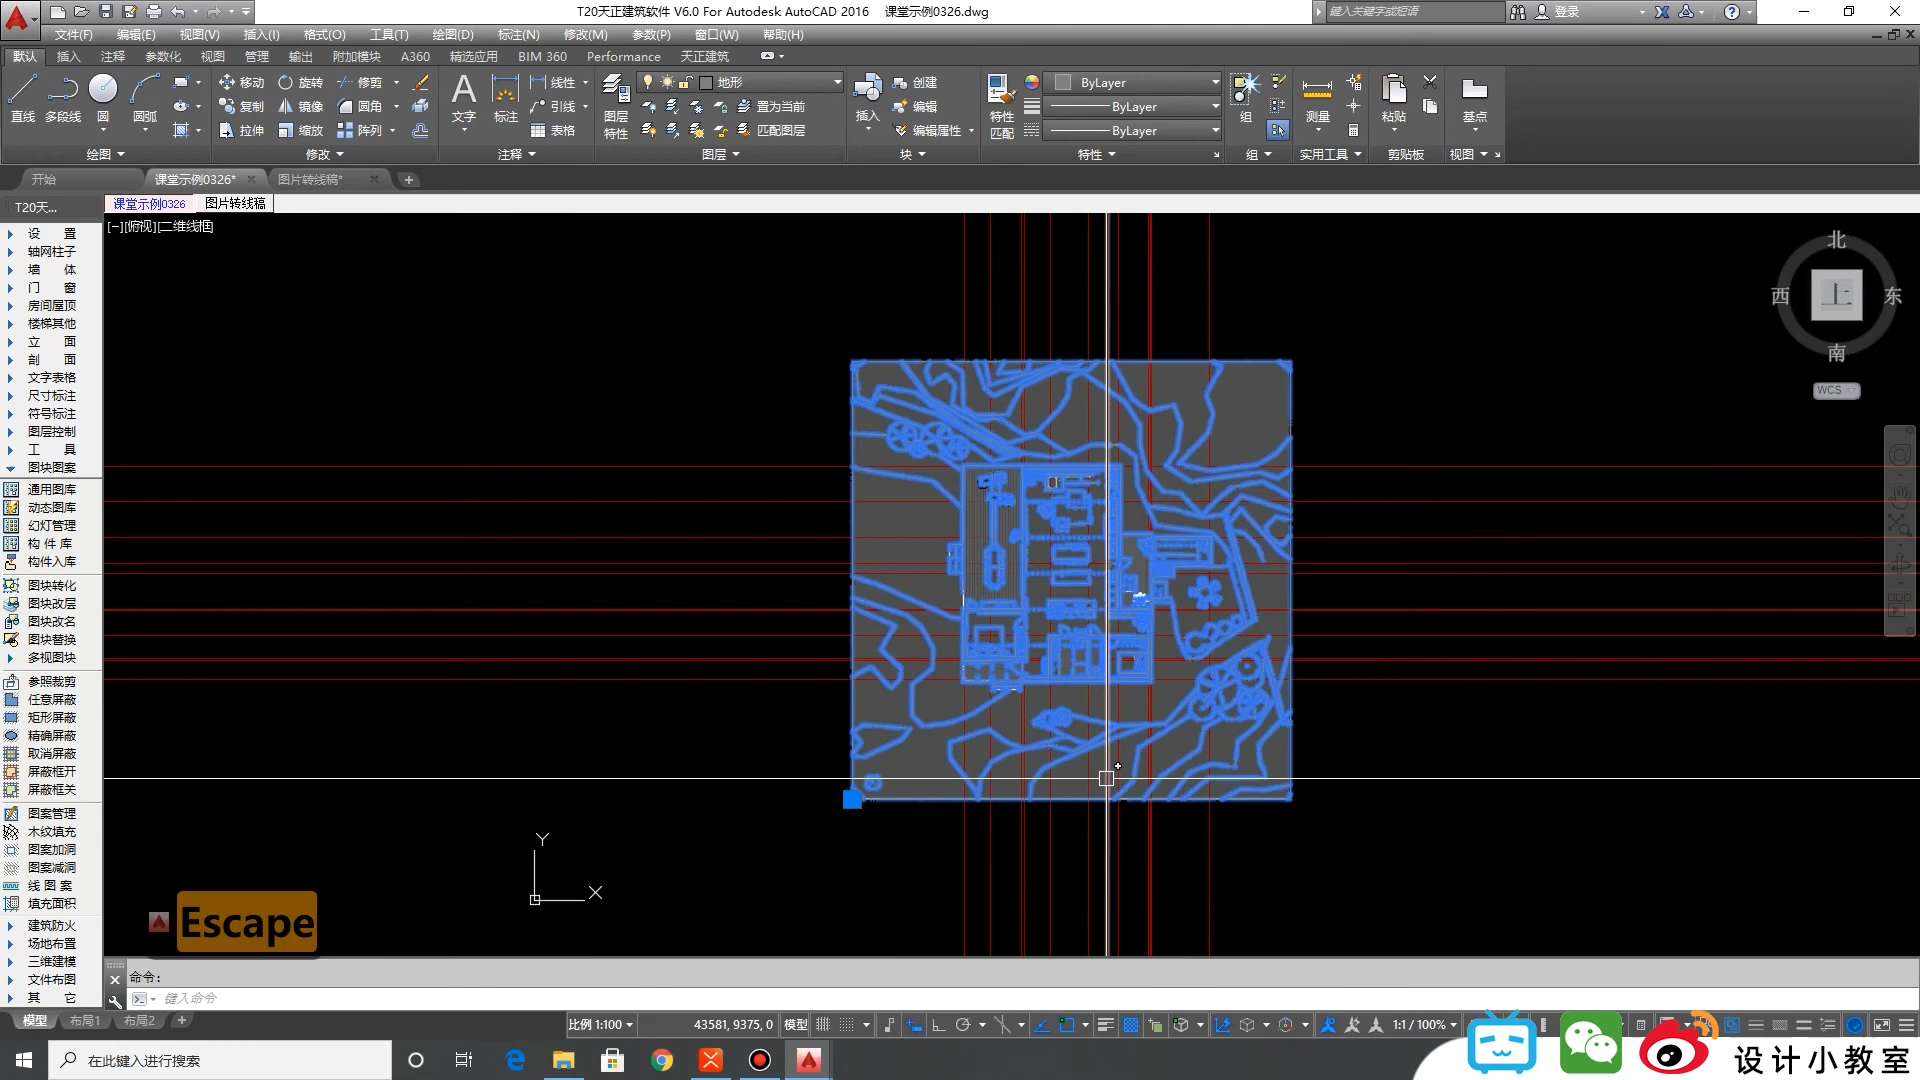 T20天正建筑软件 V6.0 For Autodesk AutoCAD 2016 课堂示例0326.dwg
键入关键字或短语 登录
文件(F) 编辑(E) 视图(V) 插入(I) 格式(O) 工具(T) 绘图(D) 标注(N) 修改(M) 参数(P) 窗口(W) 帮助(H)
默认 插入 注释 参数化 视图 管理 输出 附加模块 A360 精选应用 BIM 360 Performance 天正建筑
移动 旋转 修剪 线性 地形 创建 ByLayer
直线 多段线 圆 圆弧 复制 镜像 圆角 文字 标注 引线 图层特性 置为当前 插入 编辑 特性匹配 ByLayer 组 测量 粘贴 基点
拉伸 缩放 阵列 表格 匹配图层 编辑属性 ByLayer
绘图 修改 注释 图层 块 特性 组 实用工具 剪贴板 视图
开始 课堂示例0326* 图片转线稿*
T20天... 课堂示例0326 图片转线稿
[−][俯视][二维线框]
设 置
轴网柱子
墙 体
门 窗
房间屋顶
楼梯其他
立 面
剖 面
文字表格
尺寸标注
符号标注
图层控制
工 具
图块图案
通用图库
动态图库
幻灯管理
构 件 库
构件入库
图块转化
图块改层
图块改名
图块替换
多视图块
参照裁剪
任意屏蔽
矩形屏蔽
精确屏蔽
取消屏蔽
屏蔽框开
屏蔽框关
图案管理
木纹填充
图案加洞
图案减洞
线 图 案
填充面积
建筑防火
场地布置
三维建模
文件布图
其 它
北
西 上 东
南
WCS
Y
X
Escape
命令:
键入命令
模型 布局1 布局2 + 比例 1:100 43581, 9375, 0 模型 1:1 / 100%
在此键入进行搜索
设计小教室